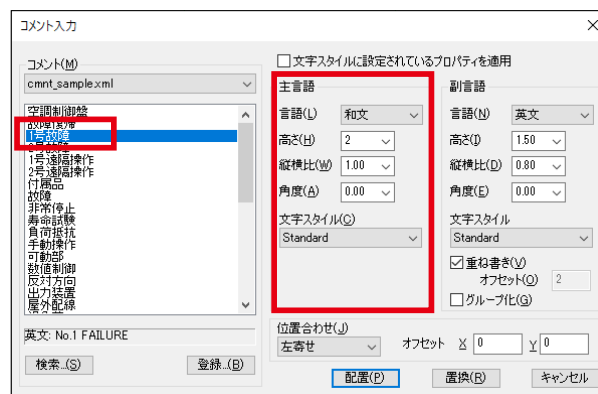 コメント入力
コメント(M)
cmnt_sample.xml
空調制御盤
故障復帰
1号故障
2号故障
1号遠隔操作
2号遠隔操作
付属品
故障
非常停止
寿命試験
負荷抵抗
手動操作
可動部
数値制御
反対方向
出力装置
屋外配線
英文: No.1 FAILURE
検索...(S)
登録...(B)
文字スタイルに設定されているプロパティを適用
主言語
言語(L) 和文
高さ(H) 2
縦横比(W) 1.00
角度(A) 0.00
文字スタイル(C)
Standard
副言語
言語(N) 英文
高さ(I) 1.50
縦横比(D) 0.80
角度(E) 0.00
文字スタイル
Standard
重ね書き(V)
オフセット(O) 2
グループ化(G)
位置合わせ(J)
左寄せ
オフセット X 0 Y 0
配置(P)
置換(R)
キャンセル